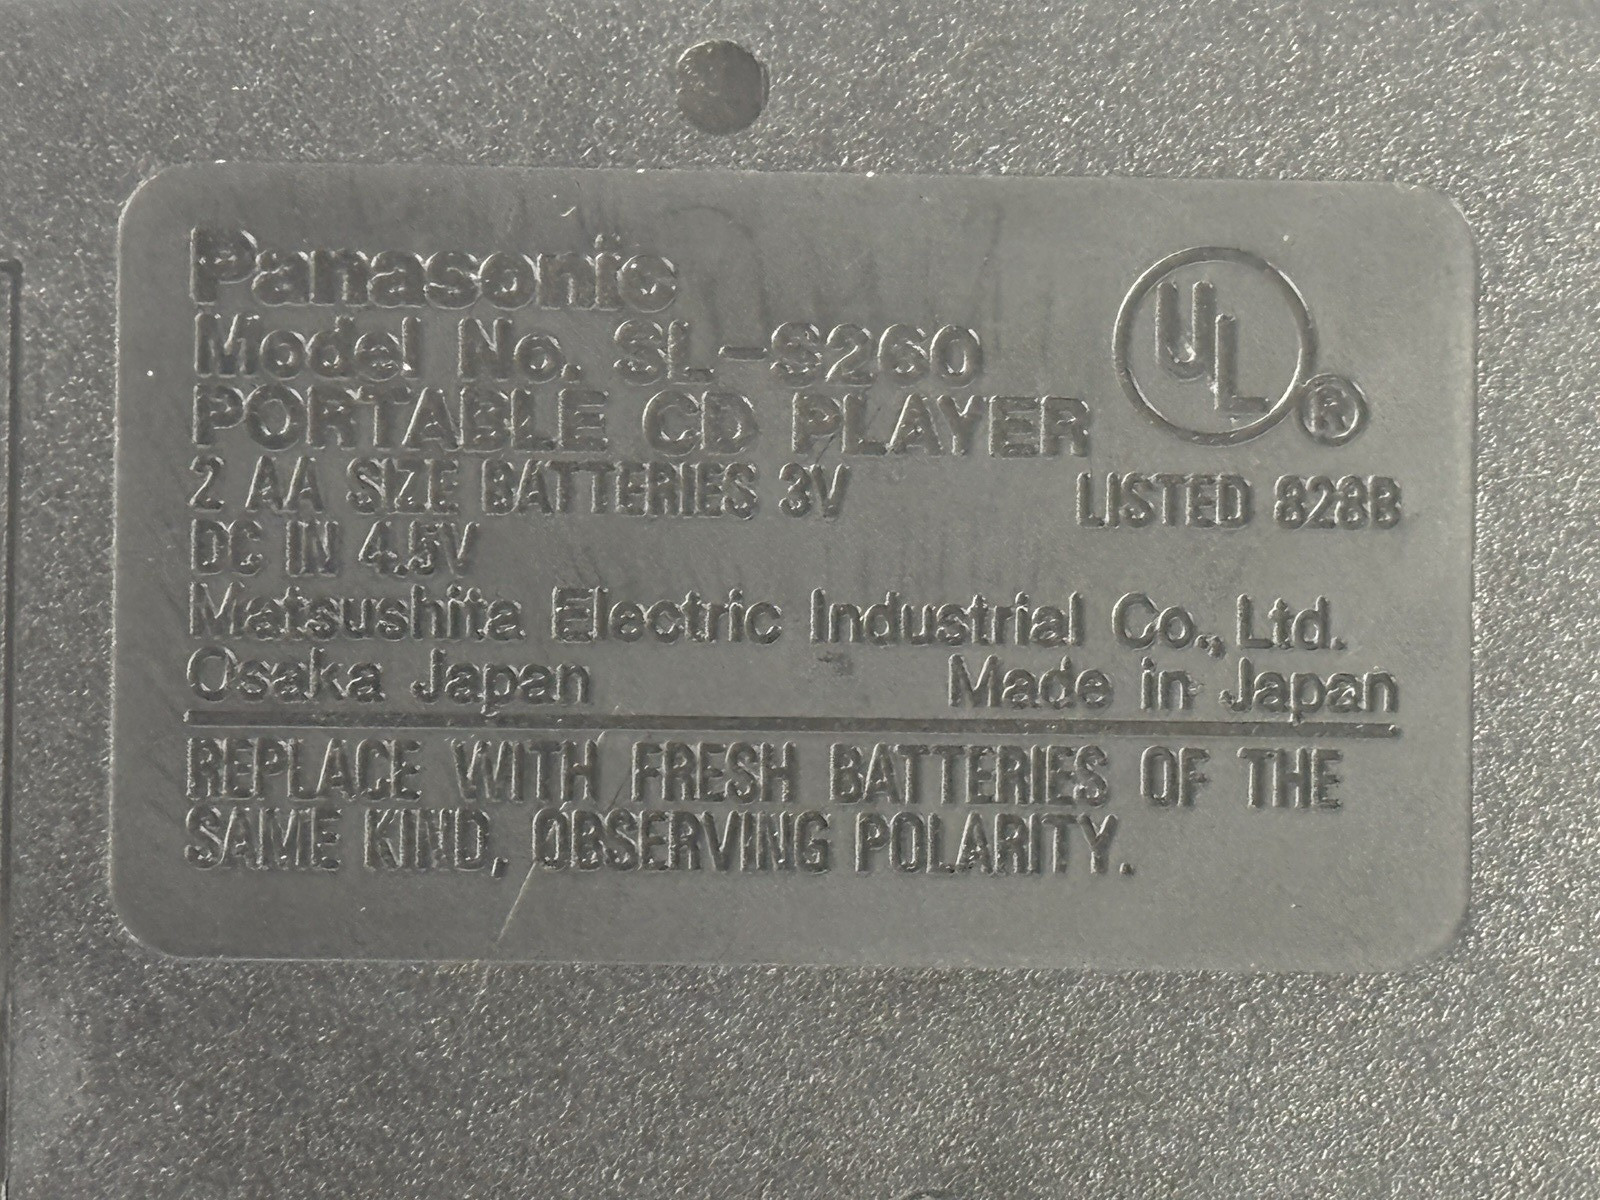 Panasonic
Model No. SL-S260
PORTABLE CD PLAYER
2 AA SIZE BATTERIES 3V
DC IN 4.5V
UL ®
LISTED 828B
Matsushita Electric Industrial Co., Ltd.
Osaka Japan Made in Japan
REPLACE WITH FRESH BATTERIES OF THE
SAME KIND, OBSERVING POLARITY.